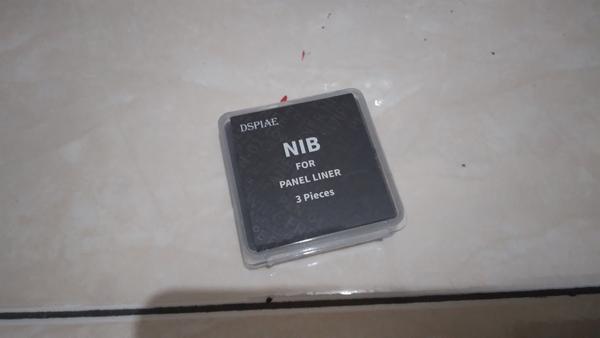 DSPIAE
NIB
FOR
PANEL LINER
3 Pieces